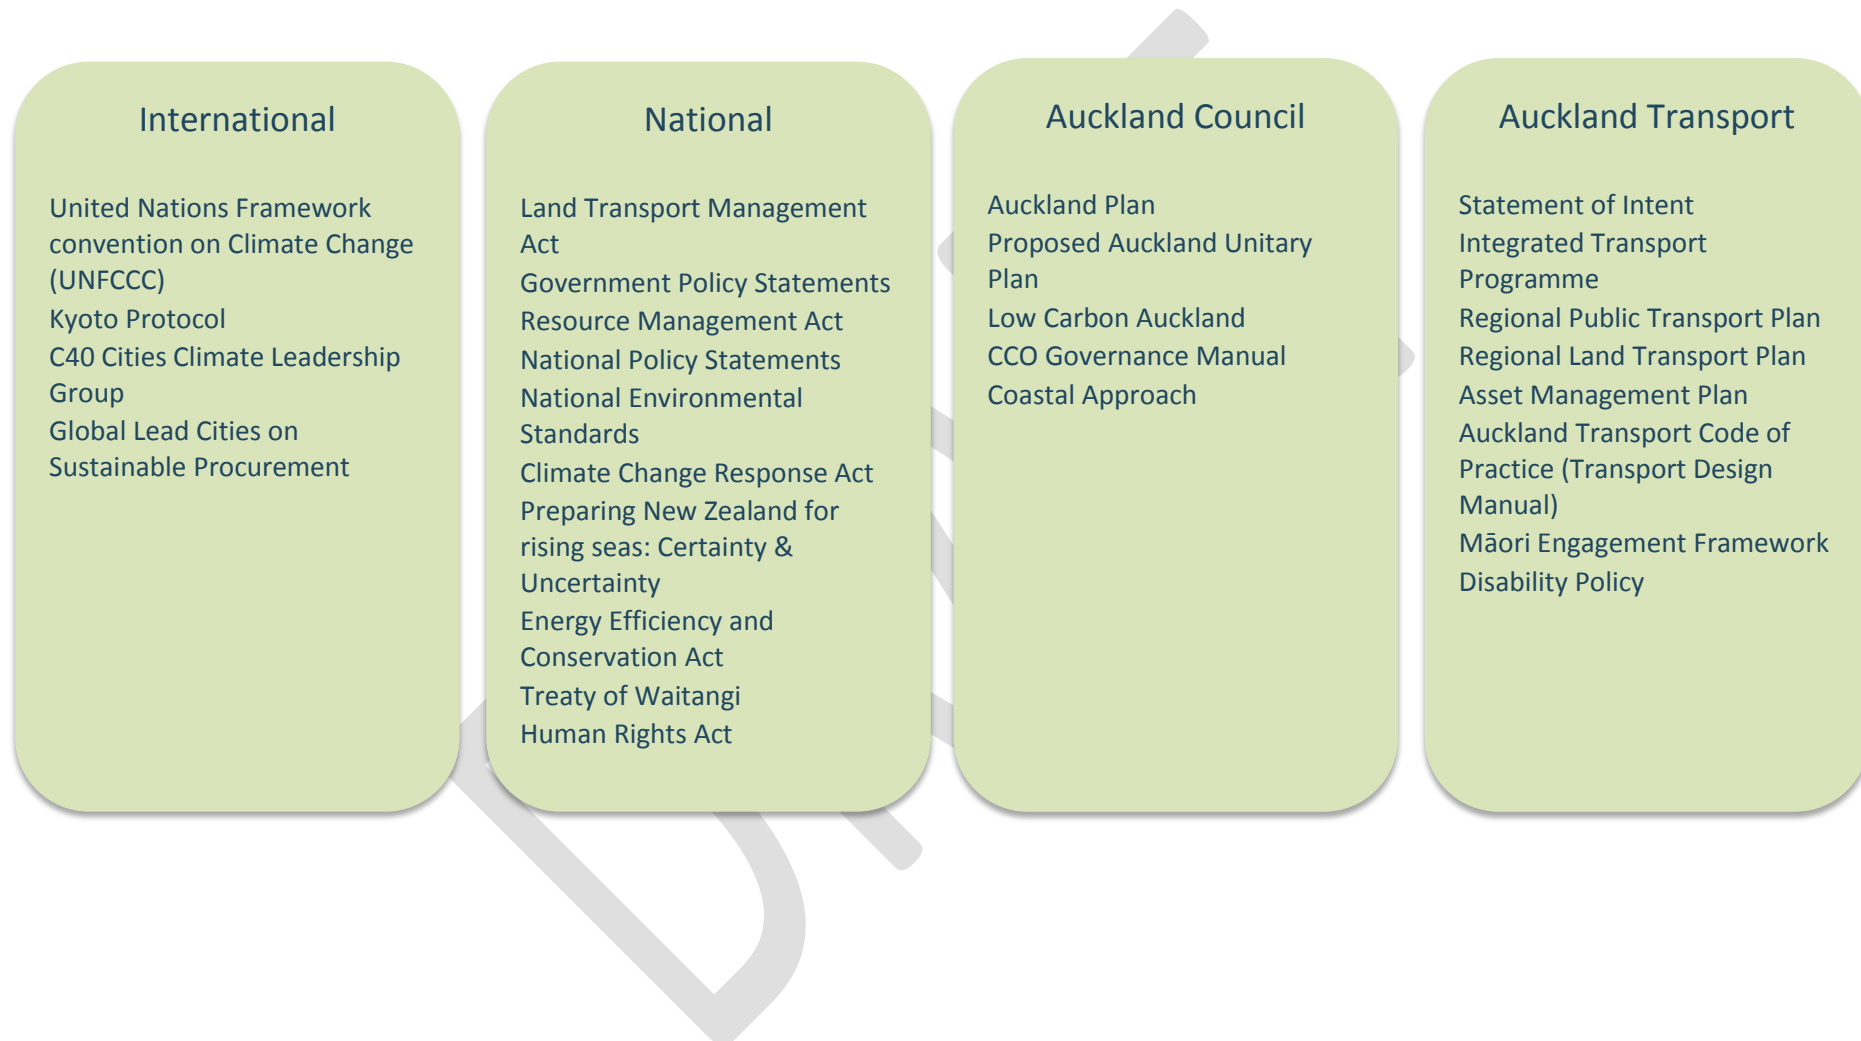 International
United Nations Framework
convention on Climate Change
(UNFCCC)
Kyoto Protocol
C40 Cities Climate Leadership
Group
Global Lead Cities on
Sustainable Procurement
National
Land Transport Management
Act
Government Policy Statements
Resource Management Act
National Policy Statements
National Environmental
Standards
Climate Change Response Act
Preparing New Zealand for
rising seas: Certainty &
Uncertainty
Energy Efficiency and
Conservation Act
Treaty of Waitangi
Human Rights Act
Auckland Council
Auckland Plan
Proposed Auckland Unitary
Plan
Low Carbon Auckland
CCO Governance Manual
Coastal Approach
Auckland Transport
Statement of Intent
Integrated Transport
Programme
Regional Public Transport Plan
Regional Land Transport Plan
Asset Management Plan
Auckland Transport Code of
Practice (Transport Design
Manual)
Māori Engagement Framework
Disability Policy